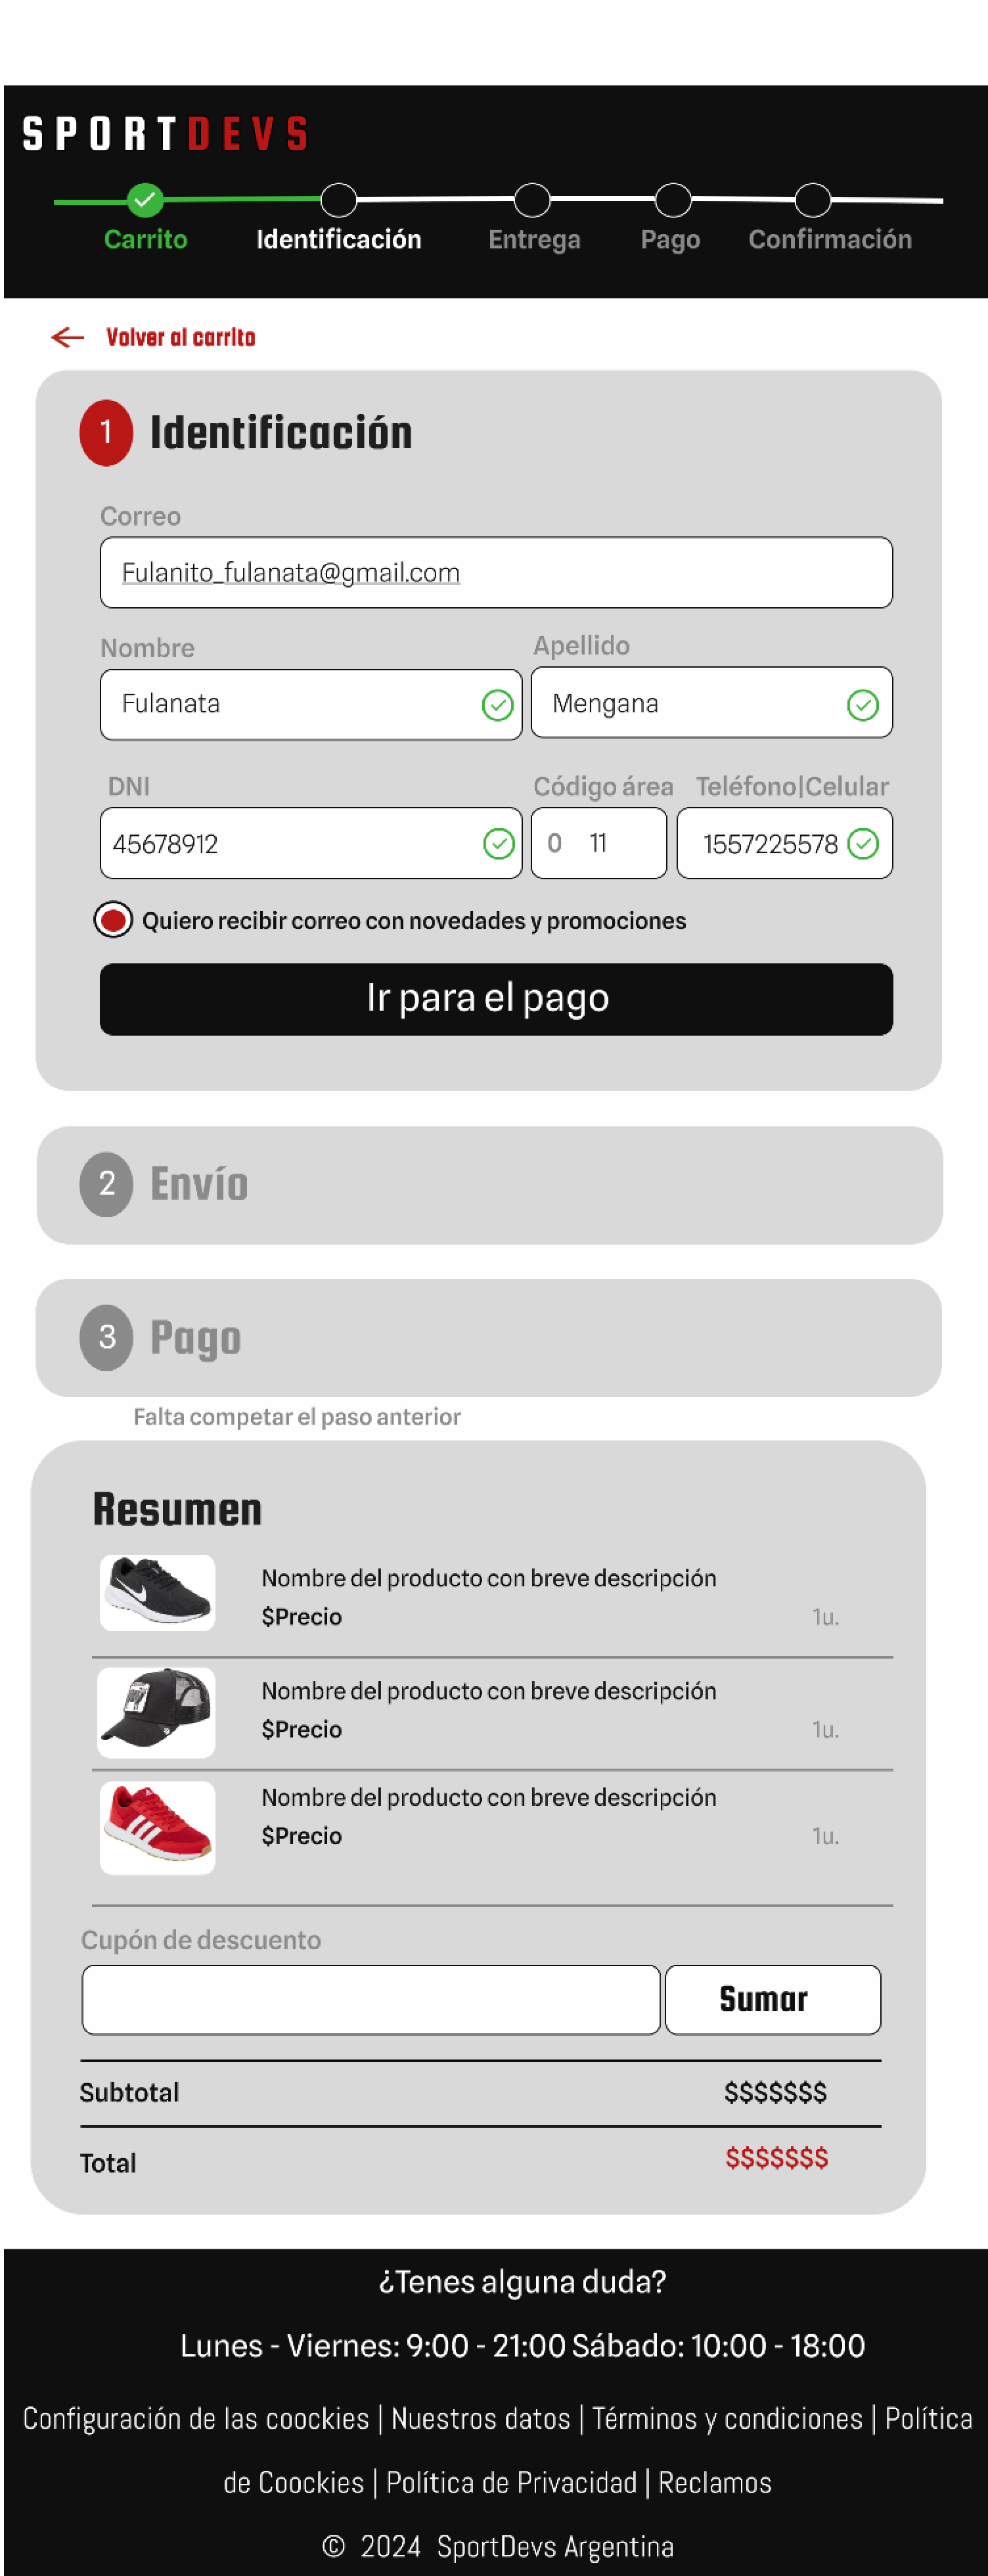 SPORTDEVS
Carrito Identificación Entrega Pago Confirmación
Volver al carrito
1 Identificación
Correo
Fulanito_fulanata@gmail.com
Nombre Apellido
Fulanata Mengana
DNI Código área Teléfono|Celular
45678912 0 11 1557225578
Quiero recibir correo con novedades y promociones
Ir para el pago
2 Envío
3 Pago
Falta competar el paso anterior
Resumen
Nombre del producto con breve descripción
$Precio 1u.
Nombre del producto con breve descripción
$Precio 1u.
Nombre del producto con breve descripción
$Precio 1u.
Cupón de descuento
Sumar
Subtotal $$$$$$$
Total $$$$$$$
¿Tenes alguna duda?
Lunes - Viernes: 9:00 - 21:00 Sábado: 10:00 - 18:00
Configuración de las coockies | Nuestros datos | Términos y condiciones | Política
de Coockies | Política de Privacidad | Reclamos
© 2024 SportDevs Argentina